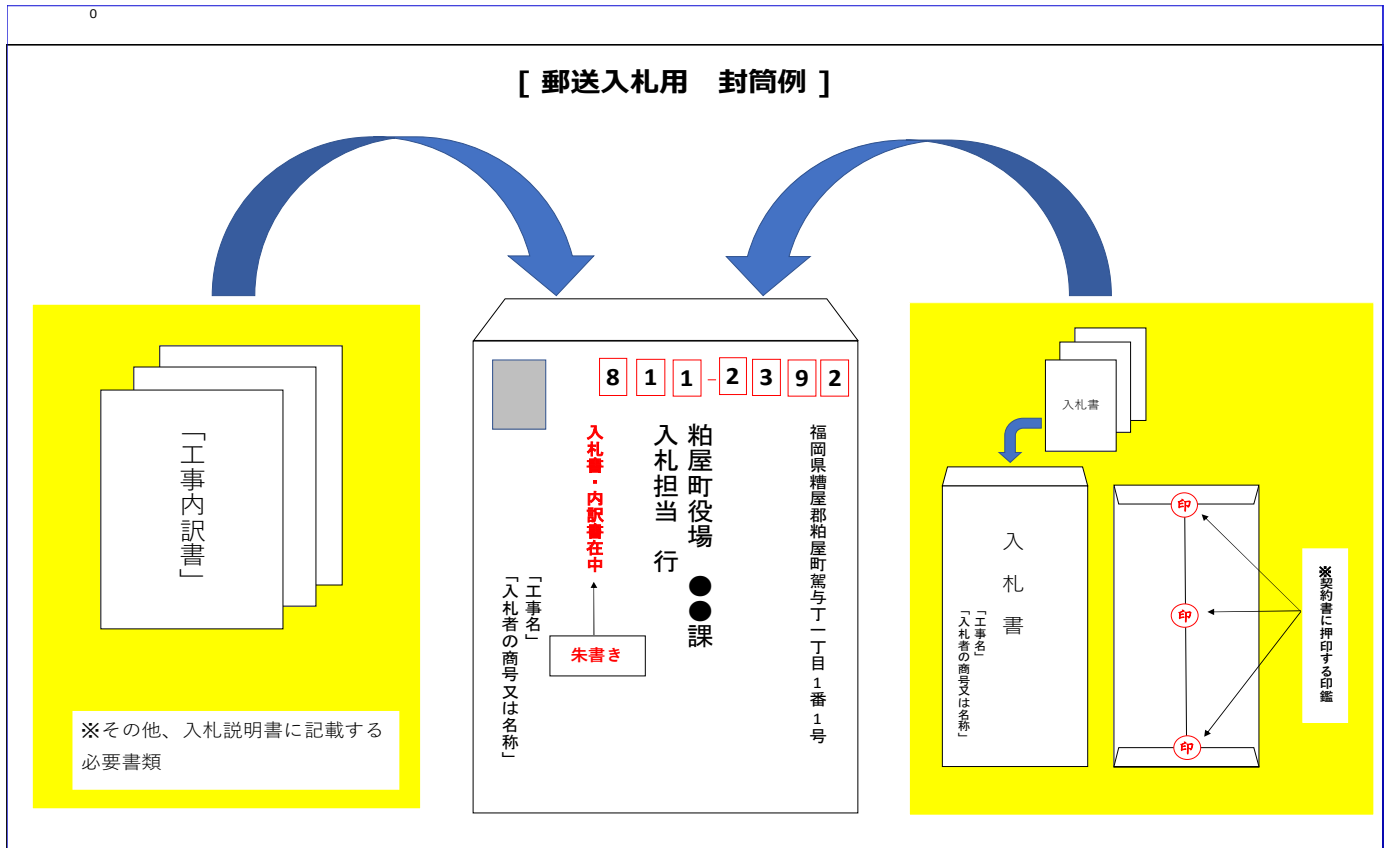 0
[ 郵送入札用　封筒例 ]
「工事内訳書」
※その他、入札説明書に記載する
必要書類
811-2392
福岡県糟屋郡粕屋町駕与丁一丁目1番1号
粕屋町役場　●●課
入札担当　行
入札書・内訳書在中
朱書き
「工事名」
「入札者の商号又は名称」
入札書
入札書
「工事名」
「入札者の商号又は名称」
印
印
印
※契約書に押印する印鑑